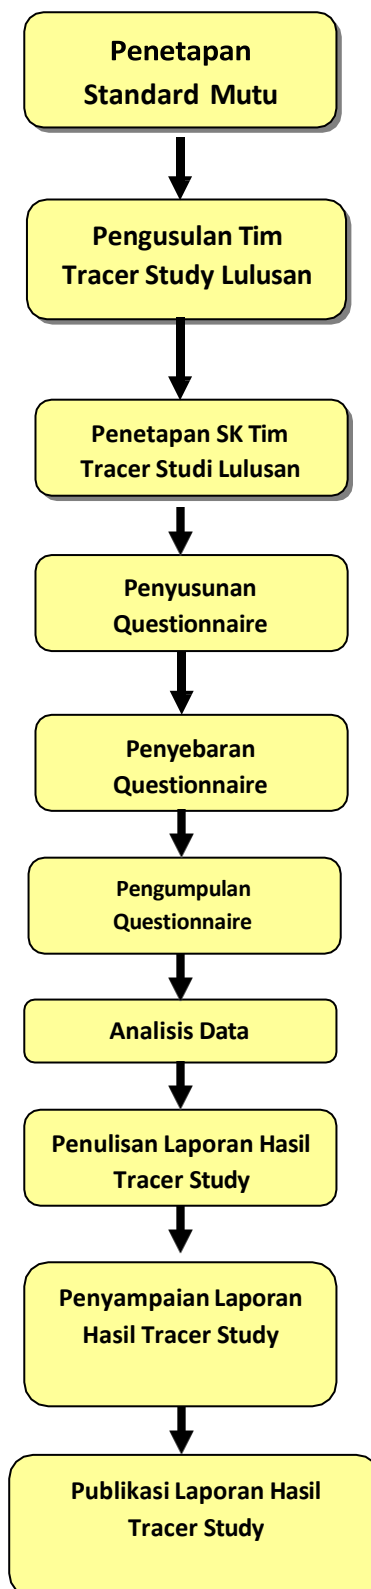 Penetapan
Standard Mutu
Pengusulan Tim
Tracer Study Lulusan
Penetapan SK Tim
Tracer Studi Lulusan
Penyusunan
Questionnaire
Penyebaran
Questionnaire
Pengumpulan
Questionnaire
Analisis Data
Penulisan Laporan Hasil
Tracer Study
Penyampaian Laporan
Hasil Tracer Study
Publikasi Laporan Hasil
Tracer Study